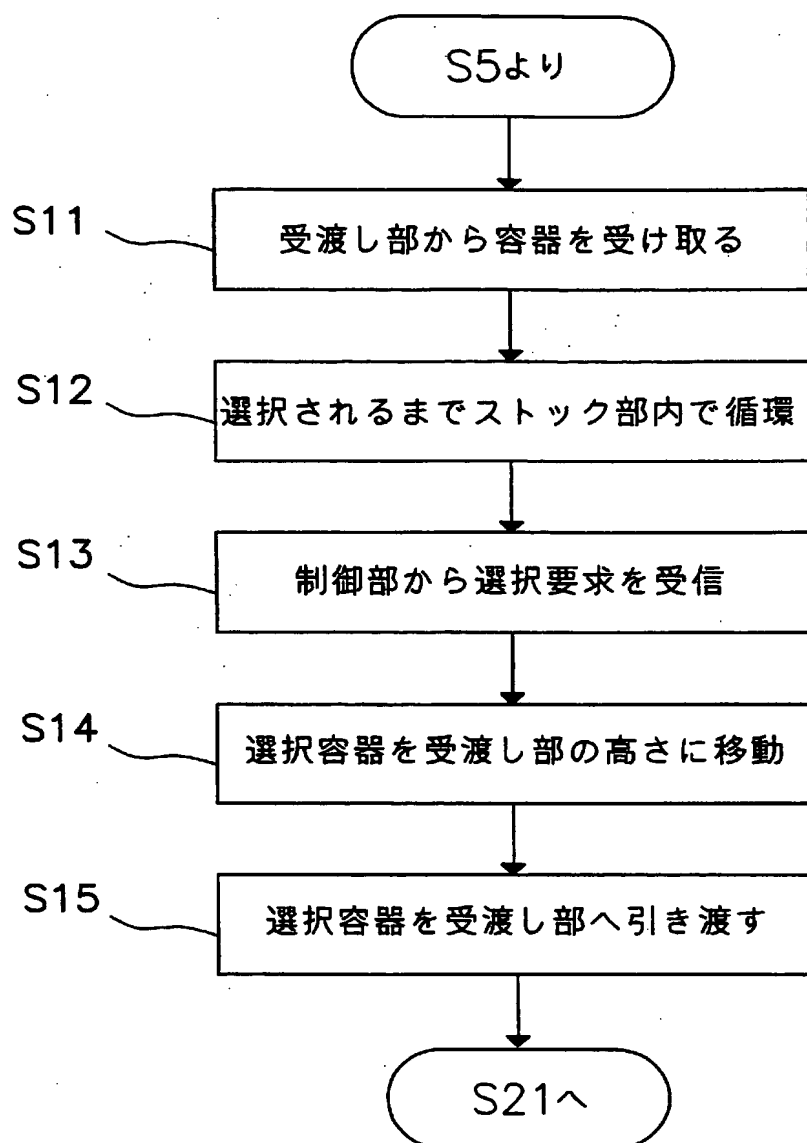 S5より
S11
受渡し部から容器を受け取る
S12
選択されるまでストック部内で循環
S13
制御部から選択要求を受信
S14
選択容器を受渡し部の高さに移動
S15
選択容器を受渡し部へ引き渡す
S21へ